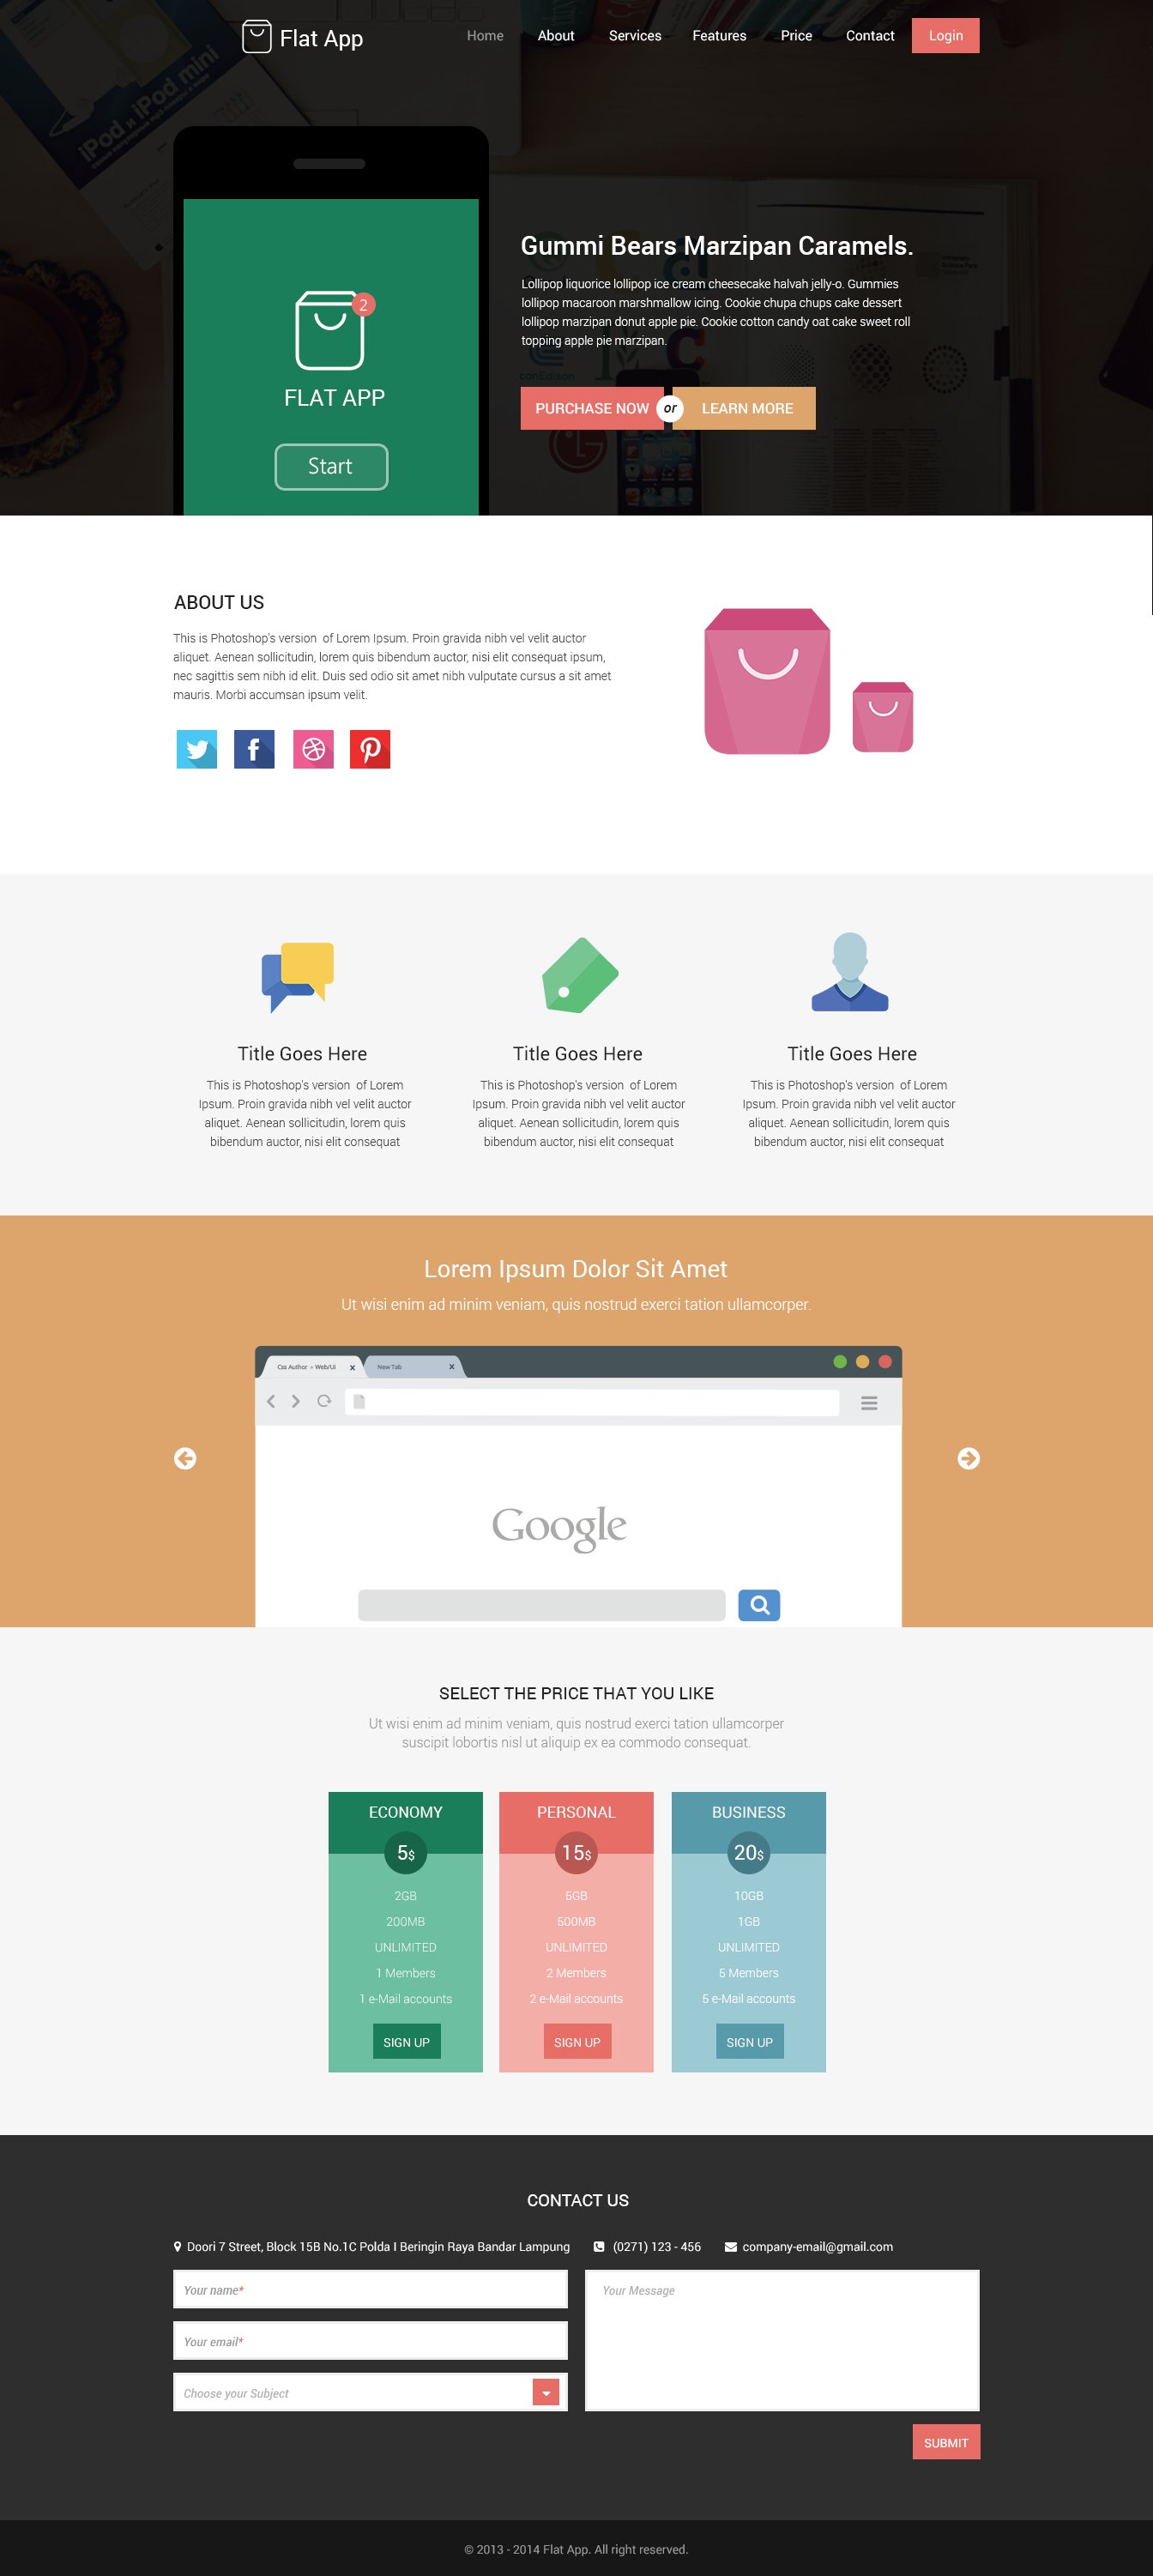 Flat App
Home About Services Features Price Contact Login
iPod x iPod mini
2
FLAT APP
Start
Gummi Bears Marzipan Caramels.
Lollipop liquorice lollipop ice cream cheesecake halvah jelly-o. Gummies
lollipop macaroon marshmallow icing. Cookie chupa chups cake dessert
lollipop marzipan donut apple pie. Cookie cotton candy oat cake sweet roll
topping apple pie marzipan.
conEdison
PURCHASE NOW or LEARN MORE
ABOUT US
This is Photoshop's version of Lorem Ipsum. Proin gravida nibh vel velit auctor
aliquet. Aenean sollicitudin, lorem quis bibendum auctor, nisi elit consequat ipsum,
nec sagittis sem nibh id elit. Duis sed odio sit amet nibh vulputate cursus a sit amet
mauris. Morbi accumsan ipsum velit.
Title Goes Here
This is Photoshop's version of Lorem
Ipsum. Proin gravida nibh vel velit auctor
aliquet. Aenean sollicitudin, lorem quis
bibendum auctor, nisi elit consequat
Title Goes Here
This is Photoshop's version of Lorem
Ipsum. Proin gravida nibh vel velit auctor
aliquet. Aenean sollicitudin, lorem quis
bibendum auctor, nisi elit consequat
Title Goes Here
This is Photoshop's version of Lorem
Ipsum. Proin gravida nibh vel velit auctor
aliquet. Aenean sollicitudin, lorem quis
bibendum auctor, nisi elit consequat
Lorem Ipsum Dolor Sit Amet
Ut wisi enim ad minim veniam, quis nostrud exerci tation ullamcorper.
Css Author - Web/UI x New Tab x
Google
SELECT THE PRICE THAT YOU LIKE
Ut wisi enim ad minim veniam, quis nostrud exerci tation ullamcorper
suscipit lobortis nisl ut aliquip ex ea commodo consequat.
ECONOMY
5$
2GB
200MB
UNLIMITED
1 Members
1 e-Mail accounts
SIGN UP
PERSONAL
15$
5GB
500MB
UNLIMITED
2 Members
2 e-Mail accounts
SIGN UP
BUSINESS
20$
10GB
1GB
UNLIMITED
5 Members
5 e-Mail accounts
SIGN UP
CONTACT US
Doori 7 Street, Block 15B No.1C Polda I Beringin Raya Bandar Lampung (0271) 123 - 456 company-email@gmail.com
Your name*
Your email*
Choose your Subject
Your Message
SUBMIT
© 2013 - 2014 Flat App. All right reserved.